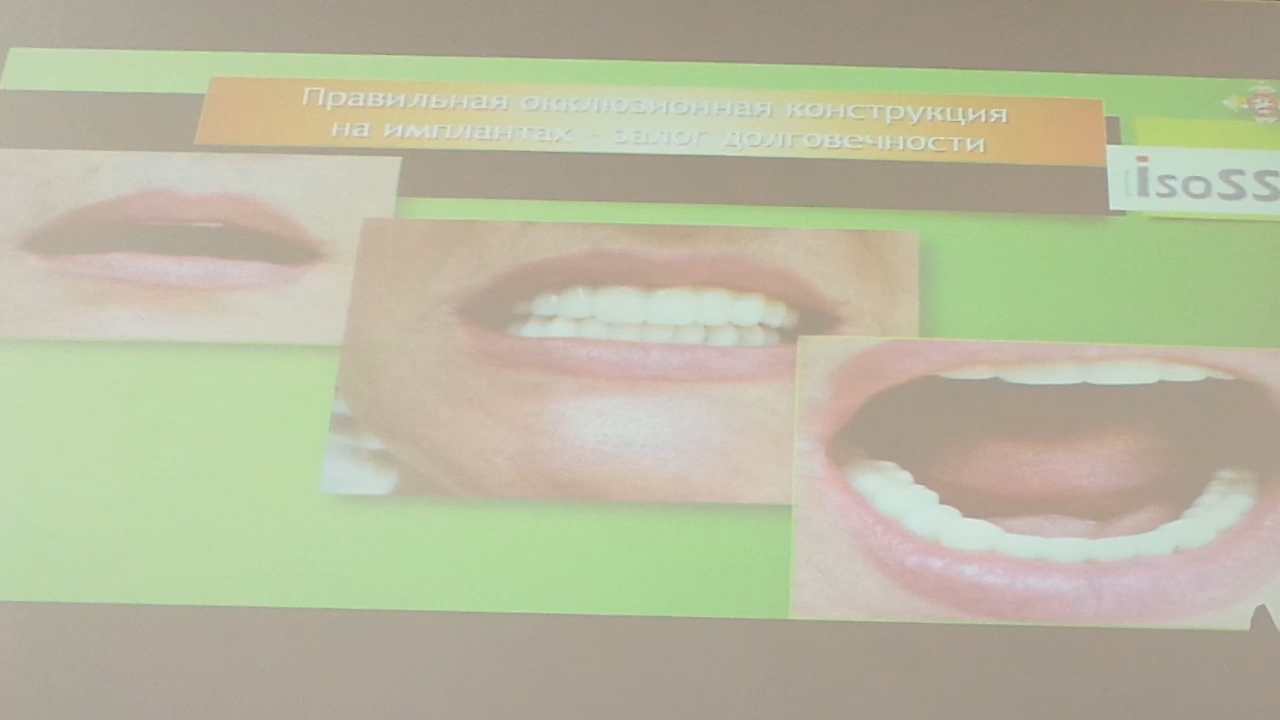 Правильная окклюзионная конструкция
на имплантах - залог долговечности
isoss